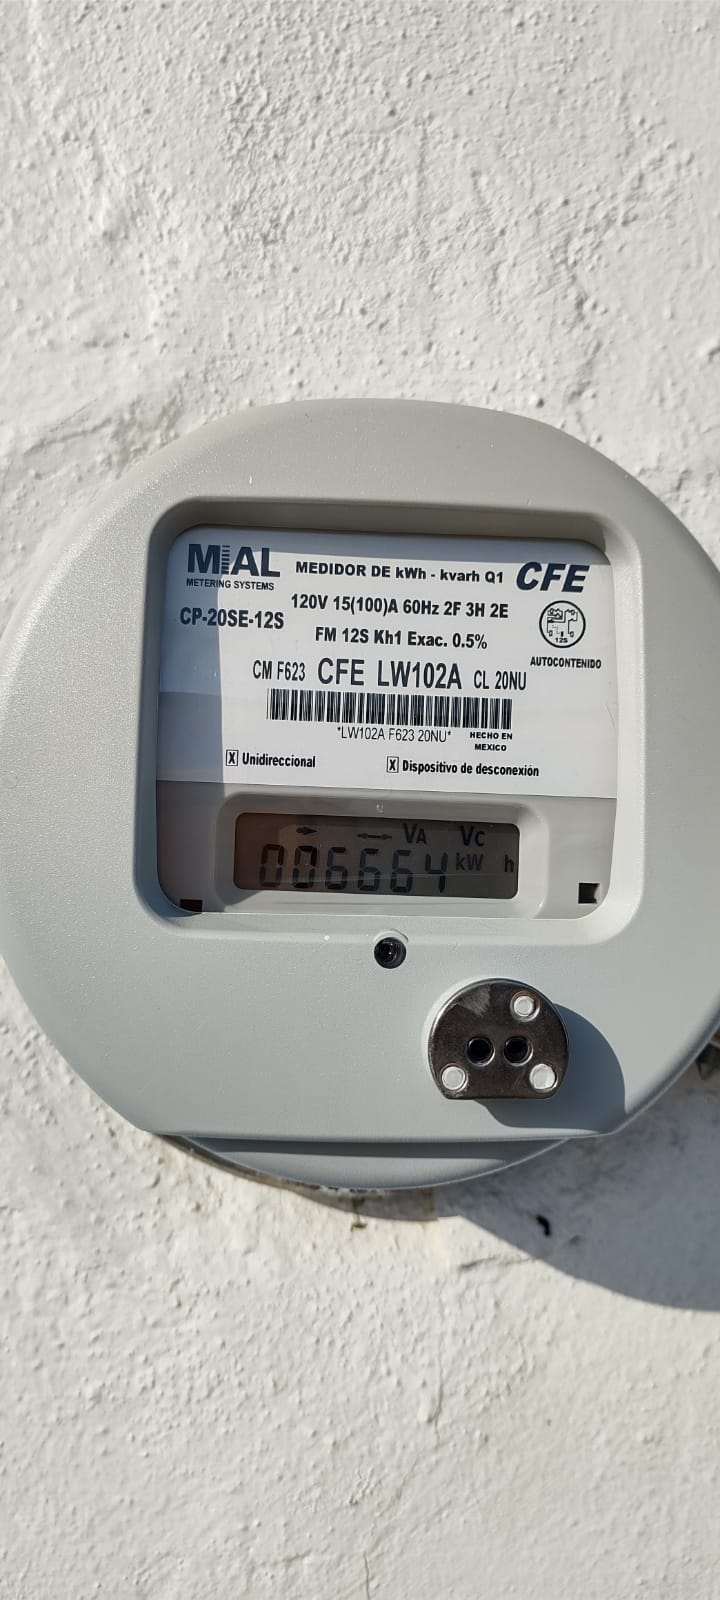 MIAL
METERING SYSTEMS
MEDIDOR DE kWh - kvarh Q1
CFE
CP-20SE-12S
120V 15(100)A 60Hz 2F 3H 2E
FM 12S Kh1 Exac. 0.5%
12S
AUTOCONTENIDO
CM F623 CFE LW102A CL 20NU
*LW102A F623 20NU*
HECHO EN
MEXICO
X Unidireccional
X Dispositivo de desconexión
VA VC
006664 kW h